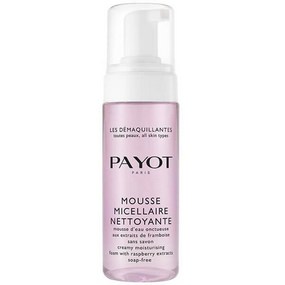 LES DÉMAQUILLANTES
toutes peaux, all skin types
PAYOT
PARIS
MOUSSE
MICELLAIRE
NETTOYANTE
mousse d'eau onctueuse
aux extraits de framboise
sans savon
creamy moisturising
foam with raspberry extracts
soap-free